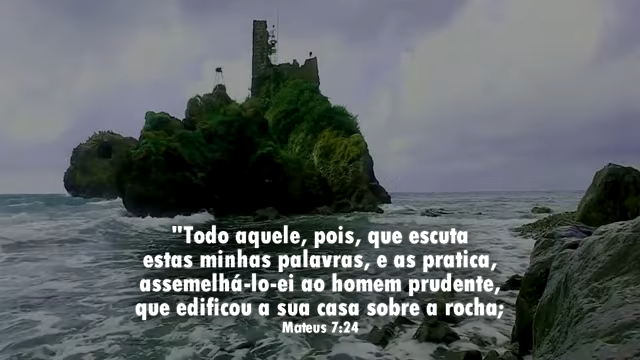 "Todo aquele, pois, que escuta
estas minhas palavras, e as pratica,
assemelhá-lo-ei ao homem prudente,
que edificou a sua casa sobre a rocha;
Mateus 7:24